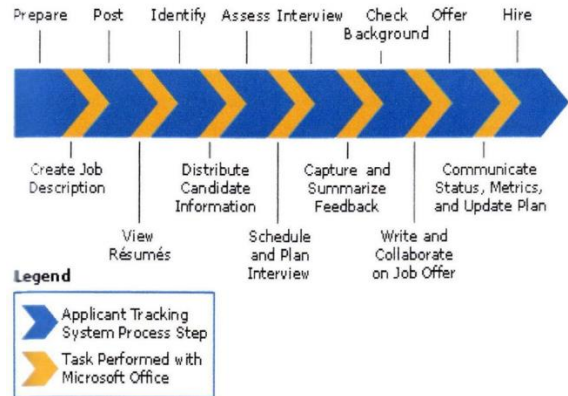 Prepare
Post
Identify
Assess
Interview
Check
Background
Offer
Hire
Create Job
Description
View
Résumés
Distribute
Candidate
Information
Schedule
and Plan
Interview
Capture and
Summarize
Feedback
Write and
Collaborate
on Job Offer
Communicate
Status, Metrics,
and Update Plan
Legend
Applicant Tracking
System Process Step
Task Performed with
Microsoft Office